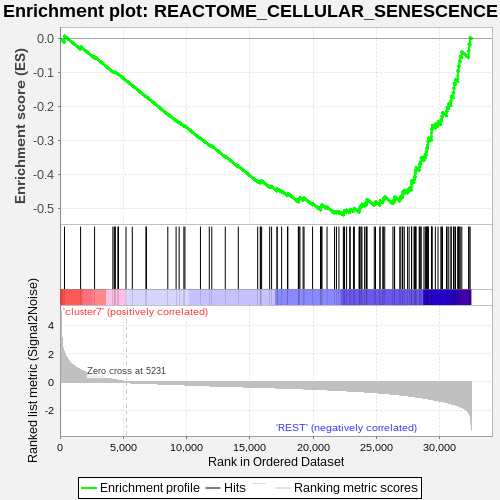 Enrichment plot: REACTOME_CELLULAR_SENESCENCE
Enrichment score (ES)
0.0
-0.1
-0.2
-0.3
-0.4
-0.5
'cluster7' (positively correlated)
Ranked list metric (Signal2Noise)
4
2
0
-2
Zero cross at 5231
'REST' (negatively correlated)
0
5,000
10,000
15,000
20,000
25,000
30,000
Rank in Ordered Dataset
Enrichment profile
Hits
Ranking metric scores